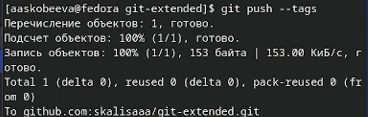 [aaskobeeva@fedora git-extended]$ git push --tags
Перечисление объектов: 1, готово.
Подсчет объектов: 100% (1/1), готово.
Запись объектов: 100% (1/1), 153 байта | 153.00 КиБ/с, г
отово.
Total 1 (delta 0), reused 0 (delta 0), pack-reused 0 (fr
om 0)
To github.com:skalisaaa/git-extended.git